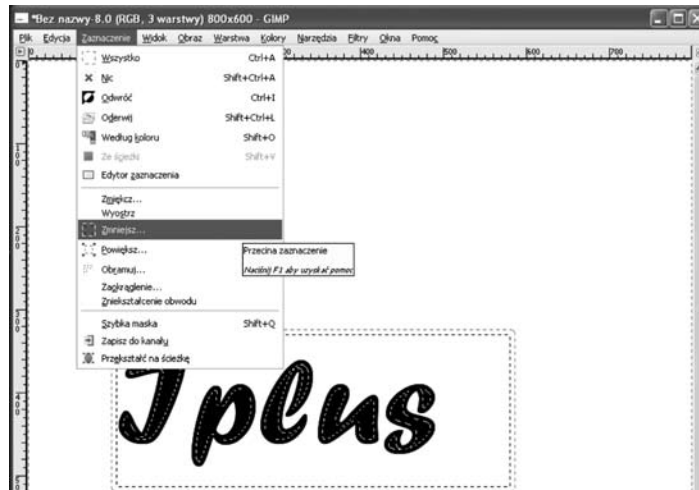 *Bez nazwy-8.0 (RGB, 3 warstwy) 800x600 - GIMP
Plik Edycja Zaznaczenie Widok Obraz Warstwa Kolory Narzędzia Filtry Okna Pomoc
Wszystko Ctrl+A
Nic Shift+Ctrl+A
Odwróć Ctrl+I
Oderwij Shift+Ctrl+L
Według koloru Shift+O
Ze ścieżki Shift+V
Edytor zaznaczenia
Zmiękcz...
Wyostrz
Zmniejsz...
Powiększ...
Przecina zaznaczenie
Obramuj...
Naciśnij F1 aby uzyskać pomoc
Zaokrąglenie...
Zniekształcenie obwodu
Szybka maska Shift+Q
Zapisz do kanału
Przekształć na ścieżkę
Iplus